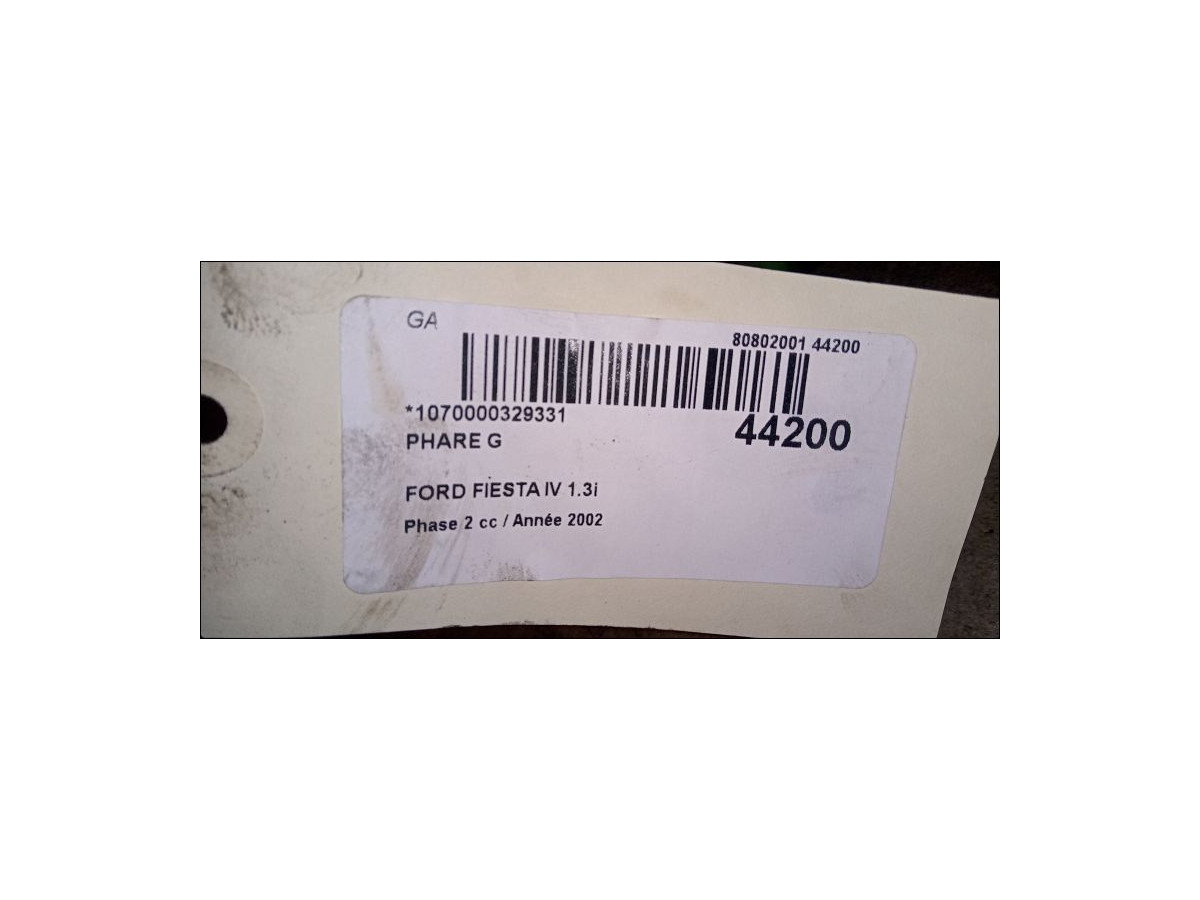 GA
80802001 44200
*1070000329331
44200
PHARE G
FORD FIESTA IV 1.3i
Phase 2 cc / Année 2002